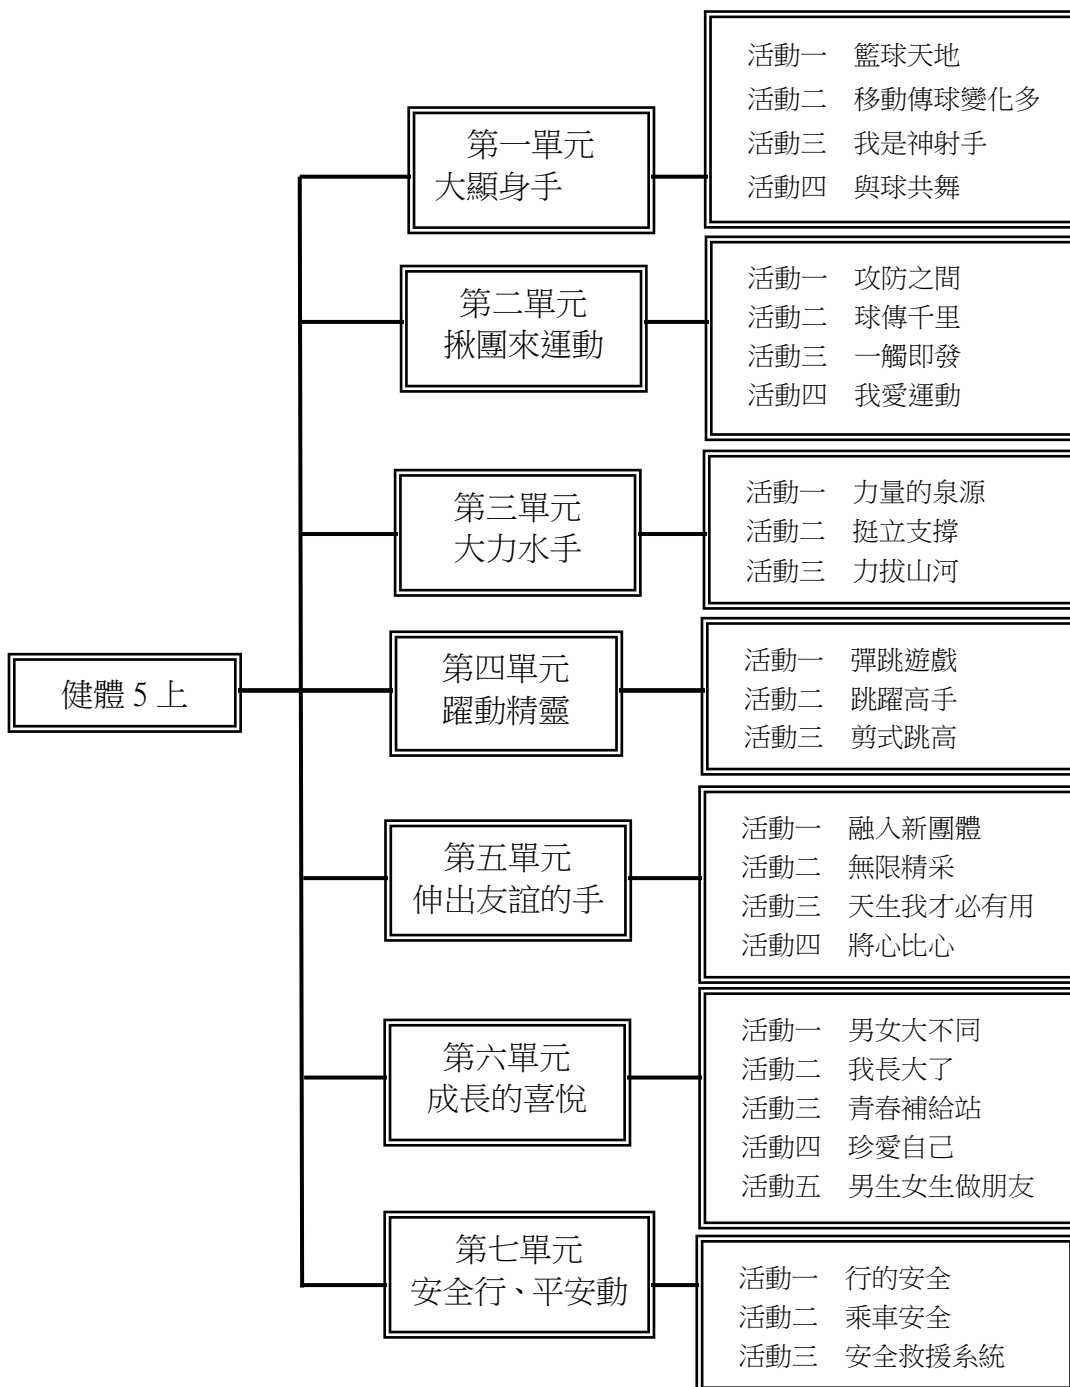 健體 5 上
第一單元
大顯身手
活動一　籃球天地
活動二　移動傳球變化多
活動三　我是神射手
活動四　與球共舞
第二單元
揪團來運動
活動一　攻防之間
活動二　球傳千里
活動三　一觸即發
活動四　我愛運動
第三單元
大力水手
活動一　力量的泉源
活動二　挺立支撐
活動三　力拔山河
第四單元
躍動精靈
活動一　彈跳遊戲
活動二　跳躍高手
活動三　剪式跳高
第五單元
伸出友誼的手
活動一　融入新團體
活動二　無限精采
活動三　天生我才必有用
活動四　將心比心
第六單元
成長的喜悅
活動一　男女大不同
活動二　我長大了
活動三　青春補給站
活動四　珍愛自己
活動五　男生女生做朋友
第七單元
安全行、平安動
活動一　行的安全
活動二　乘車安全
活動三　安全救援系統